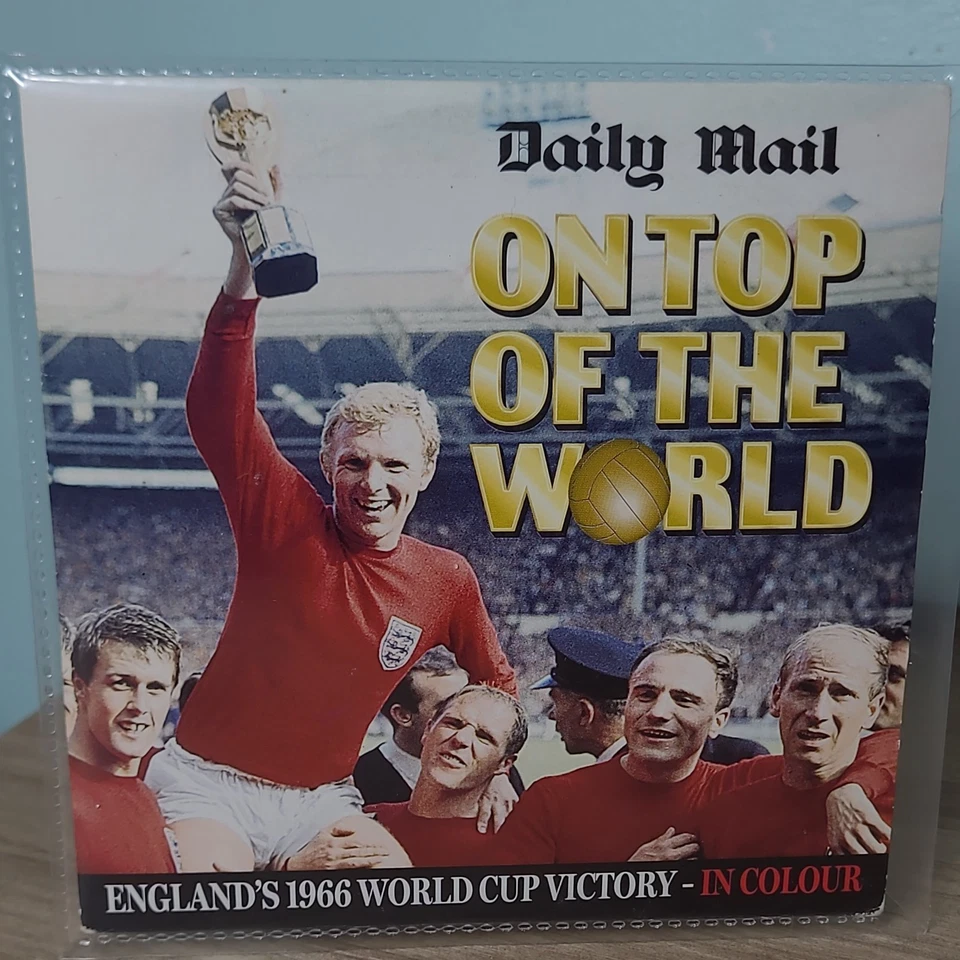 Daily Mail
ON TOP
OF THE
WORLD
ENGLAND'S 1966 WORLD CUP VICTORY - IN COLOUR